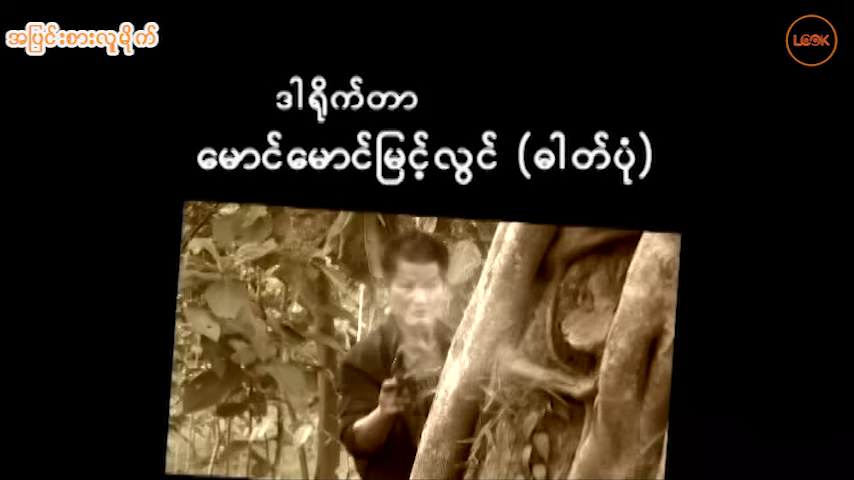 အပြင်းစားလူမိုက်
LOOK
ဒါရိုက်တာ
မောင်မောင်မြင့်လွင် (ဓါတ်ပုံ)